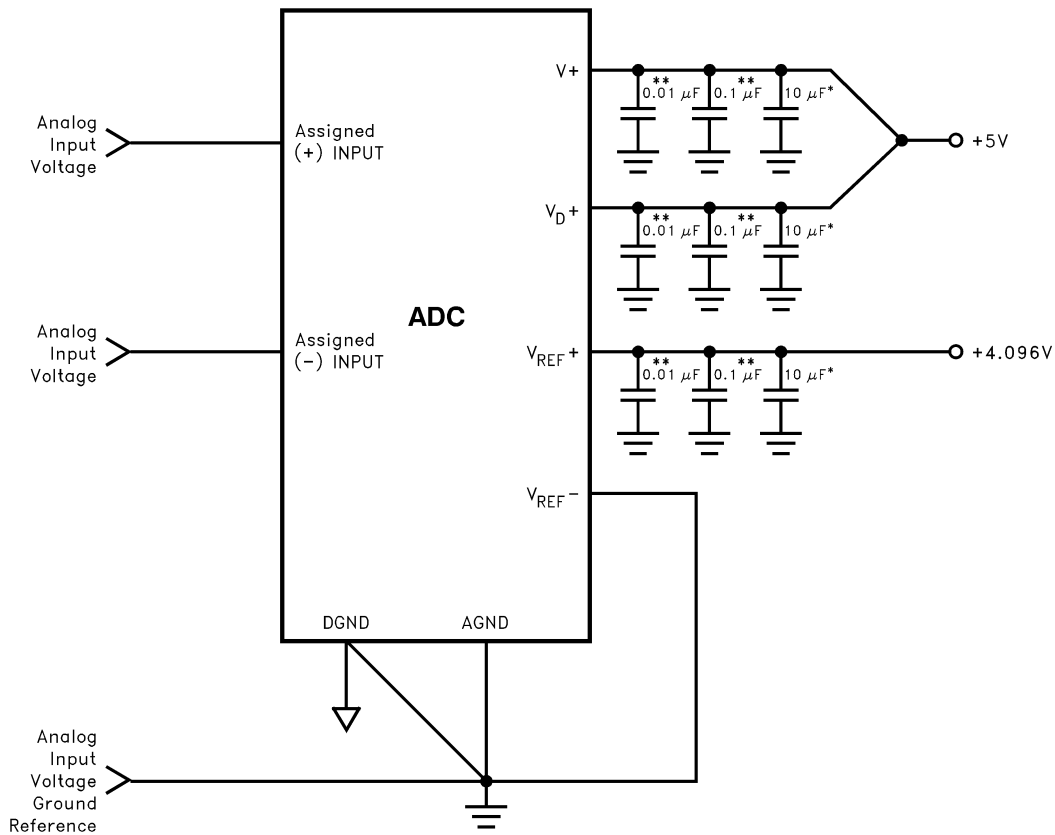 V+
**
**
0.01 μF
0.1 μF
10 μF*
+5V
Analog
Input
Voltage
Assigned
(+) INPUT
VD+
**
**
0.01 μF
0.1 μF
10 μF*
ADC
Analog
Input
Voltage
Assigned
(−) INPUT
VREF+
**
**
0.01 μF
0.1 μF
10 μF*
+4.096V
VREF−
DGND
AGND
Analog
Input
Voltage
Ground
Reference